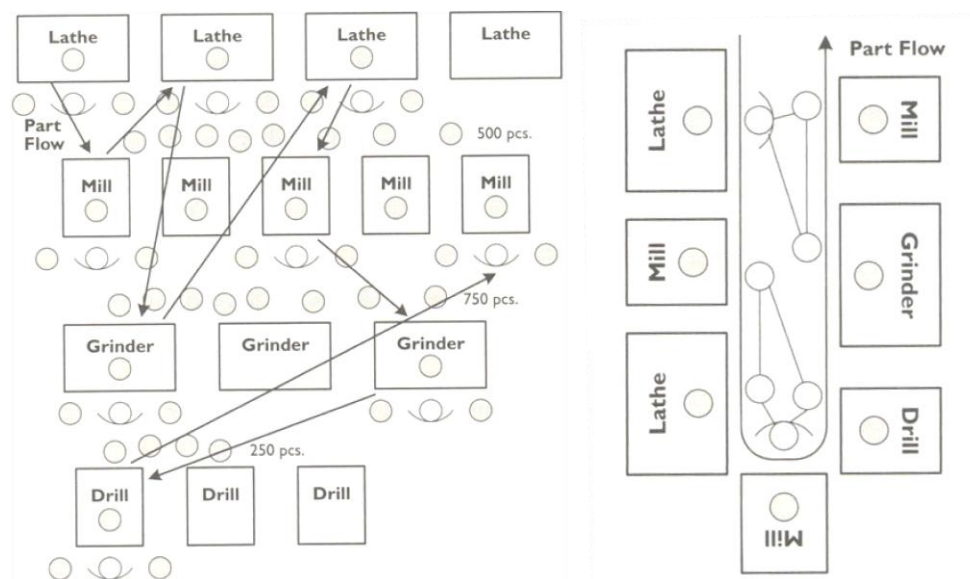 Lathe
Lathe
Lathe
Lathe
Part
Flow
500 pcs.
Mill
Mill
Mill
Mill
Mill
750 pcs.
Grinder
Grinder
Grinder
250 pcs.
Drill
Drill
Drill
Part Flow
Lathe
Mill
Mill
Grinder
Lathe
Drill
Mill